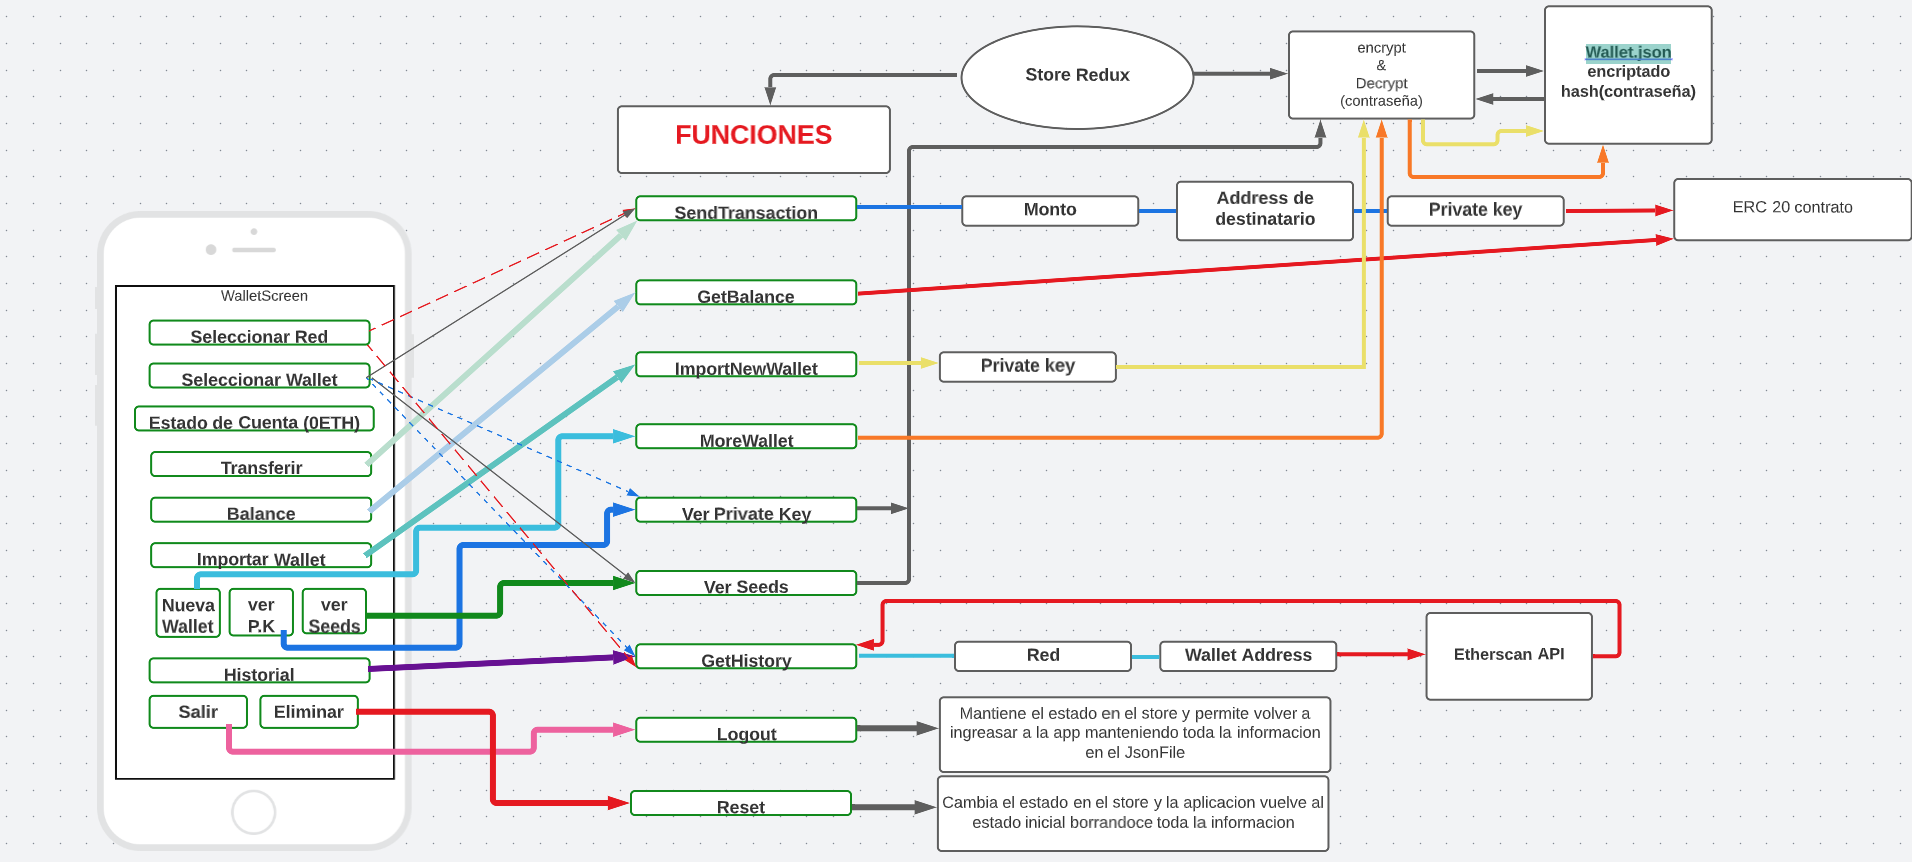 Store Redux
encrypt
&
Decrypt
(contraseña)
Wallet.json
encriptado
hash(contraseña)
FUNCIONES
SendTransaction
Monto
Address de
destinatario
Private key
ERC 20 contrato
GetBalance
ImportNewWallet
Private key
MoreWallet
Ver Private Key
Ver Seeds
GetHistory
Red
Wallet Address
Etherscan API
Logout
Mantiene el estado en el store y permite volver a
ingreasar a la app manteniendo toda la informacion
en el JsonFile
Reset
Cambia el estado en el store y la aplicacion vuelve al
estado inicial borrandoce toda la informacion
WalletScreen
Seleccionar Red
Seleccionar Wallet
Estado de Cuenta (0ETH)
Transferir
Balance
Importar Wallet
Nueva
Wallet
ver
P.K
ver
Seeds
Historial
Salir
Eliminar